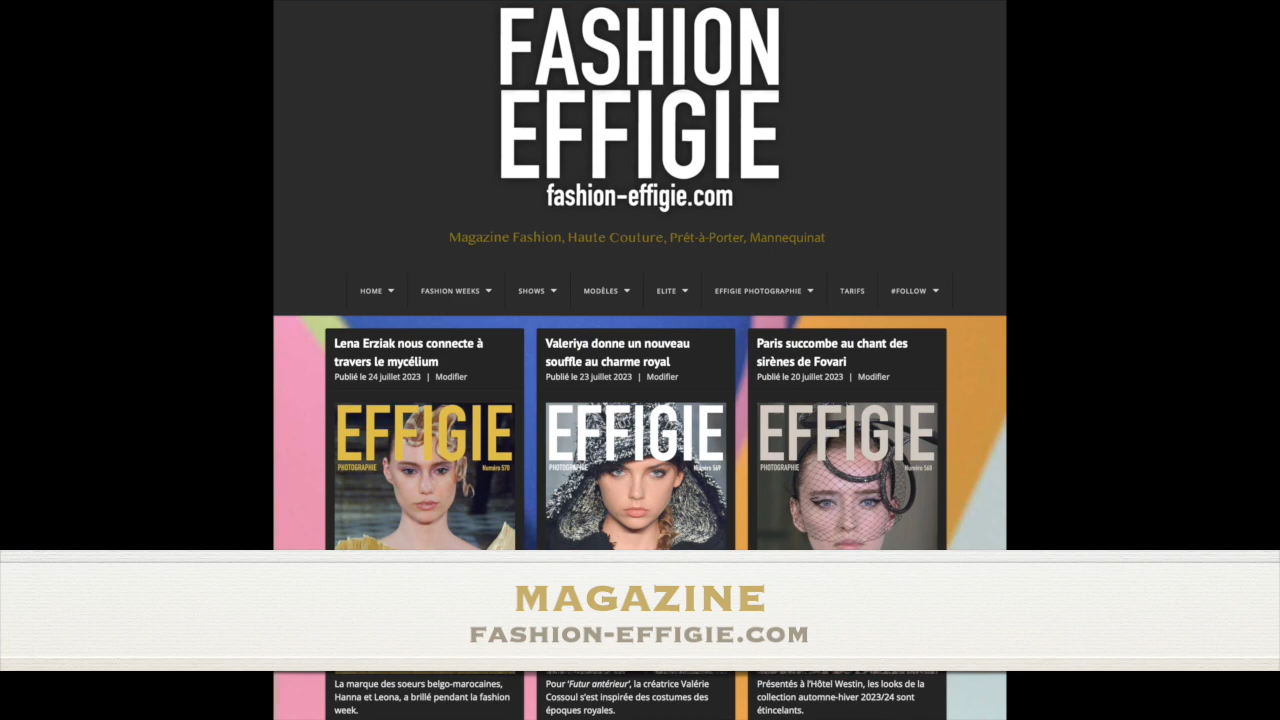 FASHION
EFFIGIE
fashion-effigie.com
Magazine Fashion, Haute Couture, Prêt-à-Porter, Mannequinat
HOME FASHION WEEKS SHOWS MODÈLES ELITE EFFIGIE PHOTOGRAPHIE TARIFS #FOLLOW
Lena Erziak nous connecte à
travers le mycélium
Publié le 24 juillet 2023 | Modifier
EFFIGIE
PHOTOGRAPHIE Numéro 570
Valeriya donne un nouveau
souffle au charme royal
Publié le 23 juillet 2023 | Modifier
EFFIGIE
PHOTOGRAPHIE Numéro 569
Paris succombe au chant des
sirènes de Fovari
Publié le 20 juillet 2023 | Modifier
EFFIGIE
PHOTOGRAPHIE Numéro 568
MAGAZINE
FASHION-EFFIGIE.COM
La marque des soeurs belgo-marocaines,
Hanna et Leona, a brillé pendant la fashion
week.
Pour 'Futur antérieur', la créatrice Valérie
Cossoul s'est inspirée des costumes des
époques royales.
Présentés à l'Hôtel Westin, les looks de la
collection automne-hiver 2023/24 sont
étincelants.